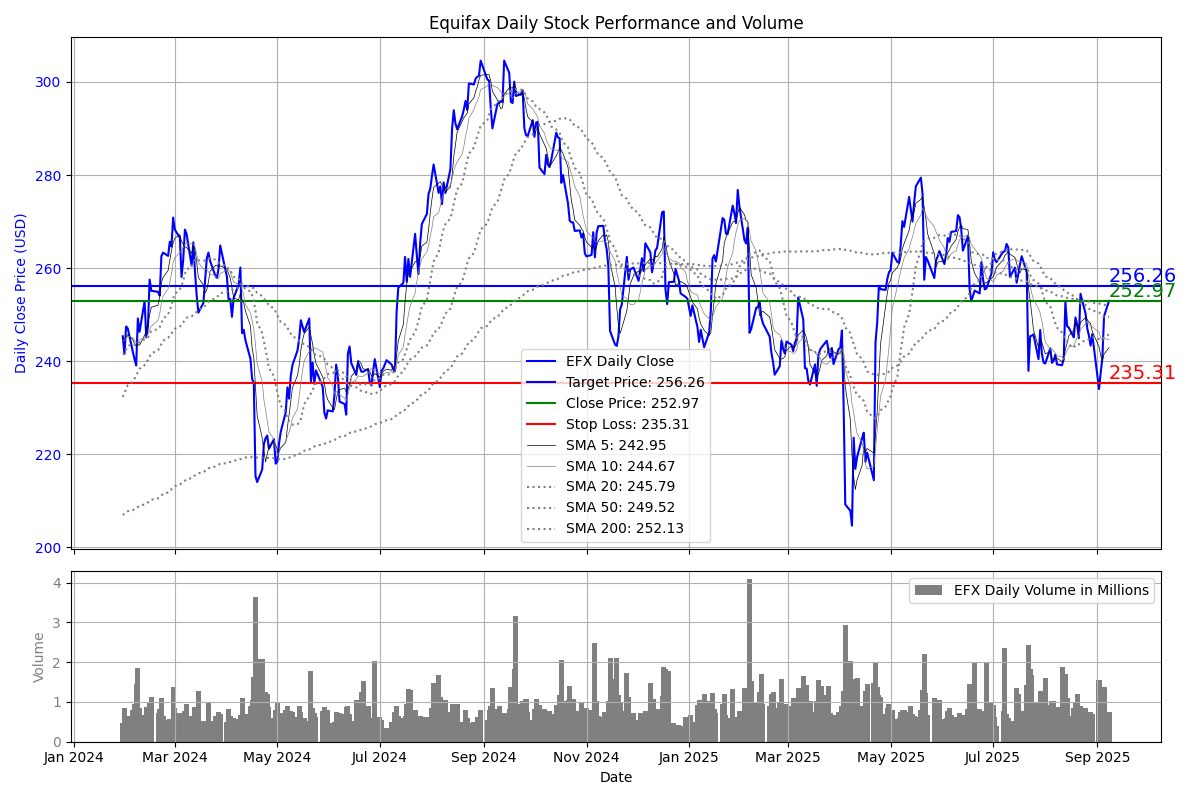 Equifax Daily Stock Performance and Volume
Daily Close Price (USD)
300
280
260
240
220
200
256.26
252.97
235.31
EFX Daily Close
Target Price: 256.26
Close Price: 252.97
Stop Loss: 235.31
SMA 5: 242.95
SMA 10: 244.67
SMA 20: 245.79
SMA 50: 249.52
SMA 200: 252.13
Volume
4
3
2
1
0
EFX Daily Volume in Millions
Jan 2024 Mar 2024 May 2024 Jul 2024 Sep 2024 Nov 2024 Jan 2025 Mar 2025 May 2025 Jul 2025 Sep 2025
Date